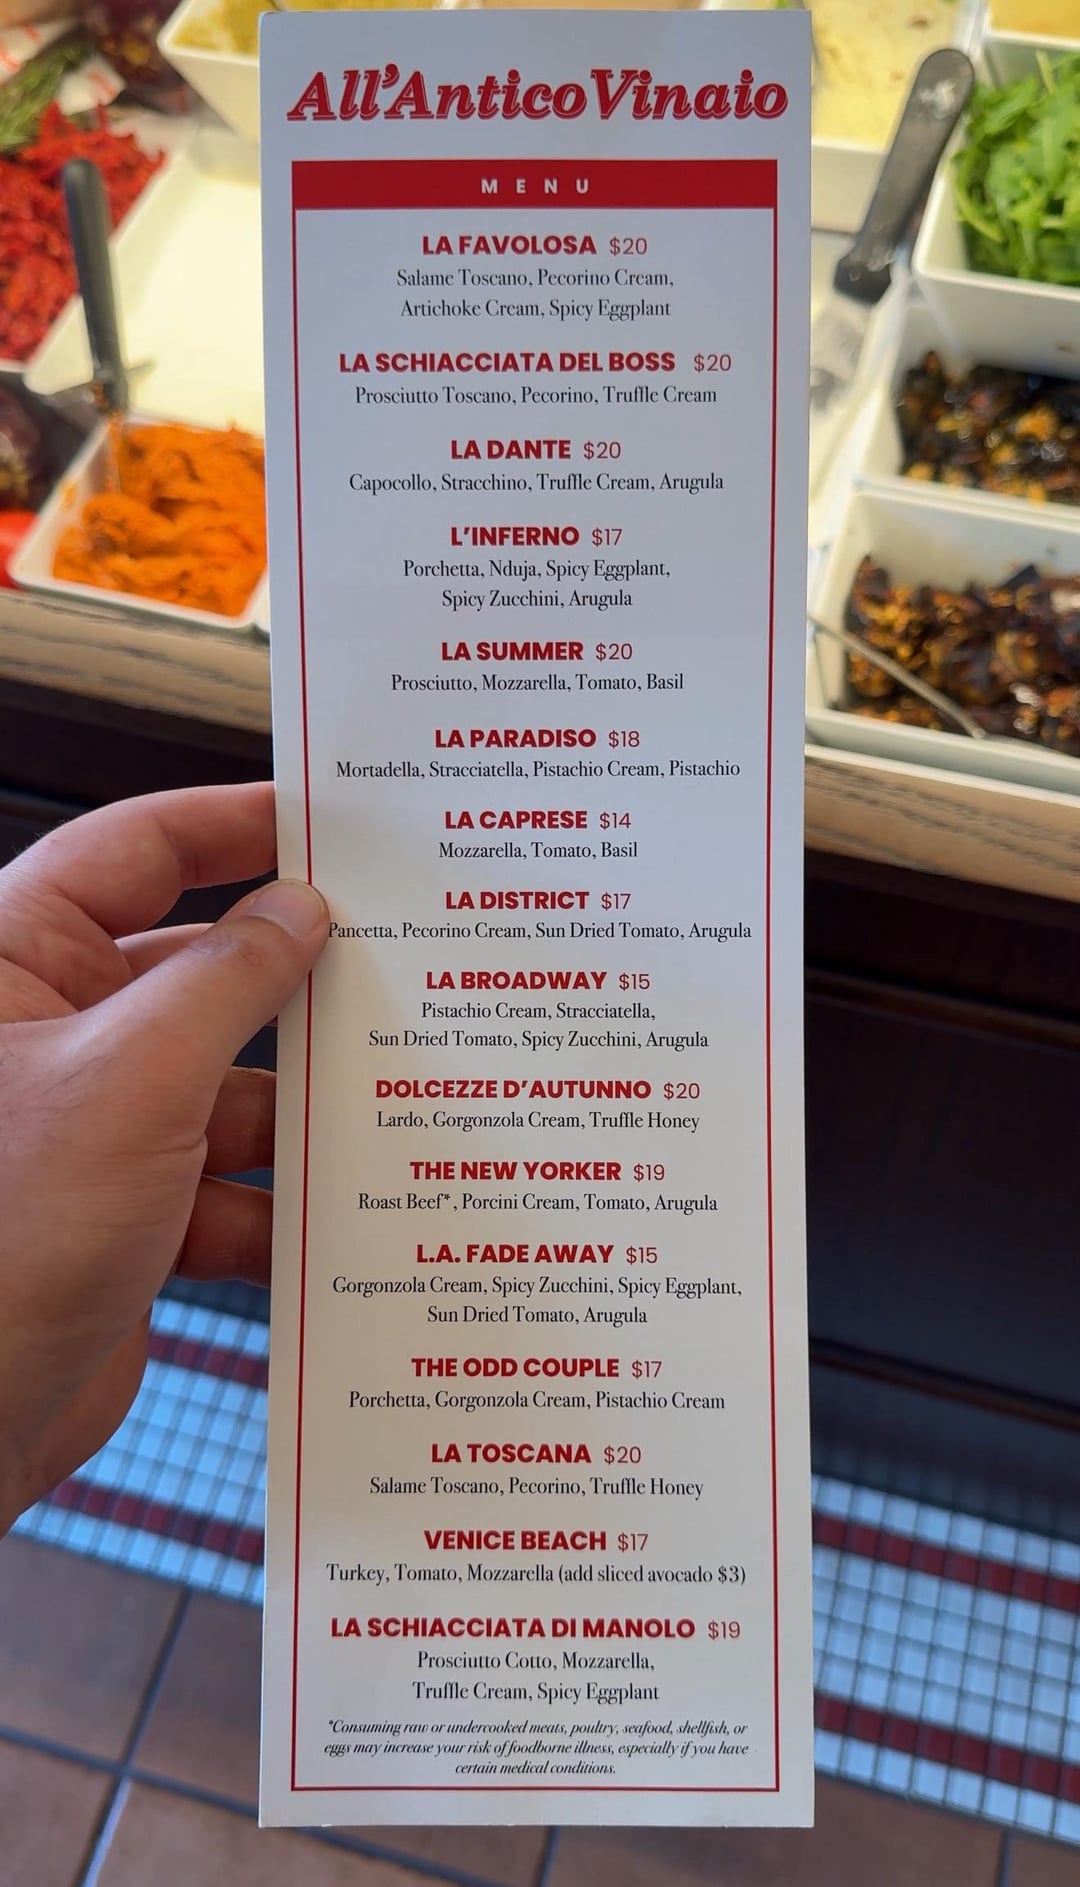 All'Antico Vinaio
MENU
LA FAVOLOSA $20
Salame Toscano, Pecorino Cream,
Artichoke Cream, Spicy Eggplant
LA SCHIACCIATA DEL BOSS $20
Prosciutto Toscano, Pecorino, Truffle Cream
LA DANTE $20
Capocollo, Stracchino, Truffle Cream, Arugula
L'INFERNO $17
Porchetta, Nduja, Spicy Eggplant,
Spicy Zucchini, Arugula
LA SUMMER $20
Prosciutto, Mozzarella, Tomato, Basil
LA PARADISO $18
Mortadella, Stracciatella, Pistachio Cream, Pistachio
LA CAPRESE $14
Mozzarella, Tomato, Basil
LA DISTRICT $17
Pancetta, Pecorino Cream, Sun Dried Tomato, Arugula
LA BROADWAY $15
Pistachio Cream, Stracciatella,
Sun Dried Tomato, Spicy Zucchini, Arugula
DOLCEZZE D'AUTUNNO $20
Lardo, Gorgonzola Cream, Truffle Honey
THE NEW YORKER $19
Roast Beef*, Porcini Cream, Tomato, Arugula
L.A. FADE AWAY $15
Gorgonzola Cream, Spicy Zucchini, Spicy Eggplant,
Sun Dried Tomato, Arugula
THE ODD COUPLE $17
Porchetta, Gorgonzola Cream, Pistachio Cream
LA TOSCANA $20
Salame Toscano, Pecorino, Truffle Honey
VENICE BEACH $17
Turkey, Tomato, Mozzarella (add sliced avocado $3)
LA SCHIACCIATA DI MANOLO $19
Prosciutto Cotto, Mozzarella,
Truffle Cream, Spicy Eggplant
*Consuming raw or undercooked meats, poultry, seafood, shellfish, or
eggs may increase your risk of foodborne illness, especially if you have
certain medical conditions.